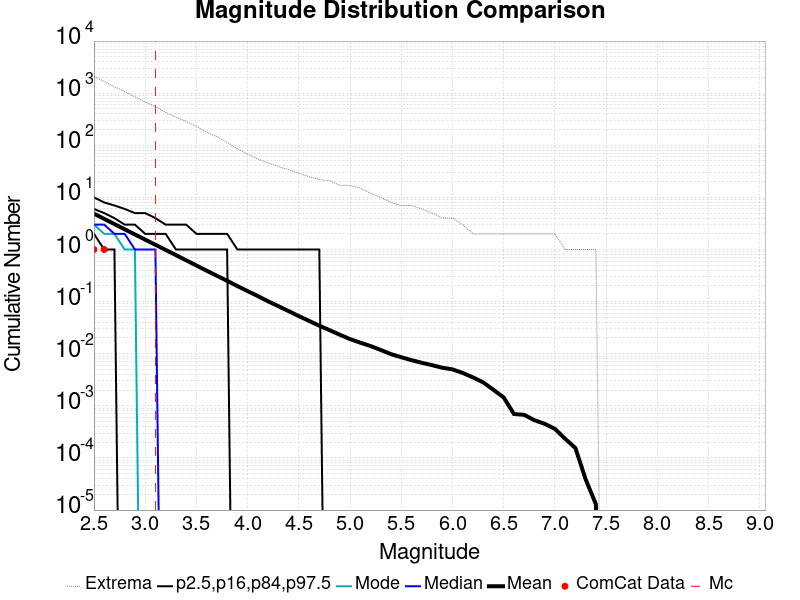 Magnitude Distribution Comparison
10 4
10 3
10 2
10 1
10 0
10 -1
10 -2
10 -3
10 -4
10 -5
Cumulative Number
2.5 3.0 3.5 4.0 4.5 5.0 5.5 6.0 6.5 7.0 7.5 8.0 8.5 9.0
Magnitude
Extrema p2.5,p16,p84,p97.5 Mode Median Mean ComCat Data Mc